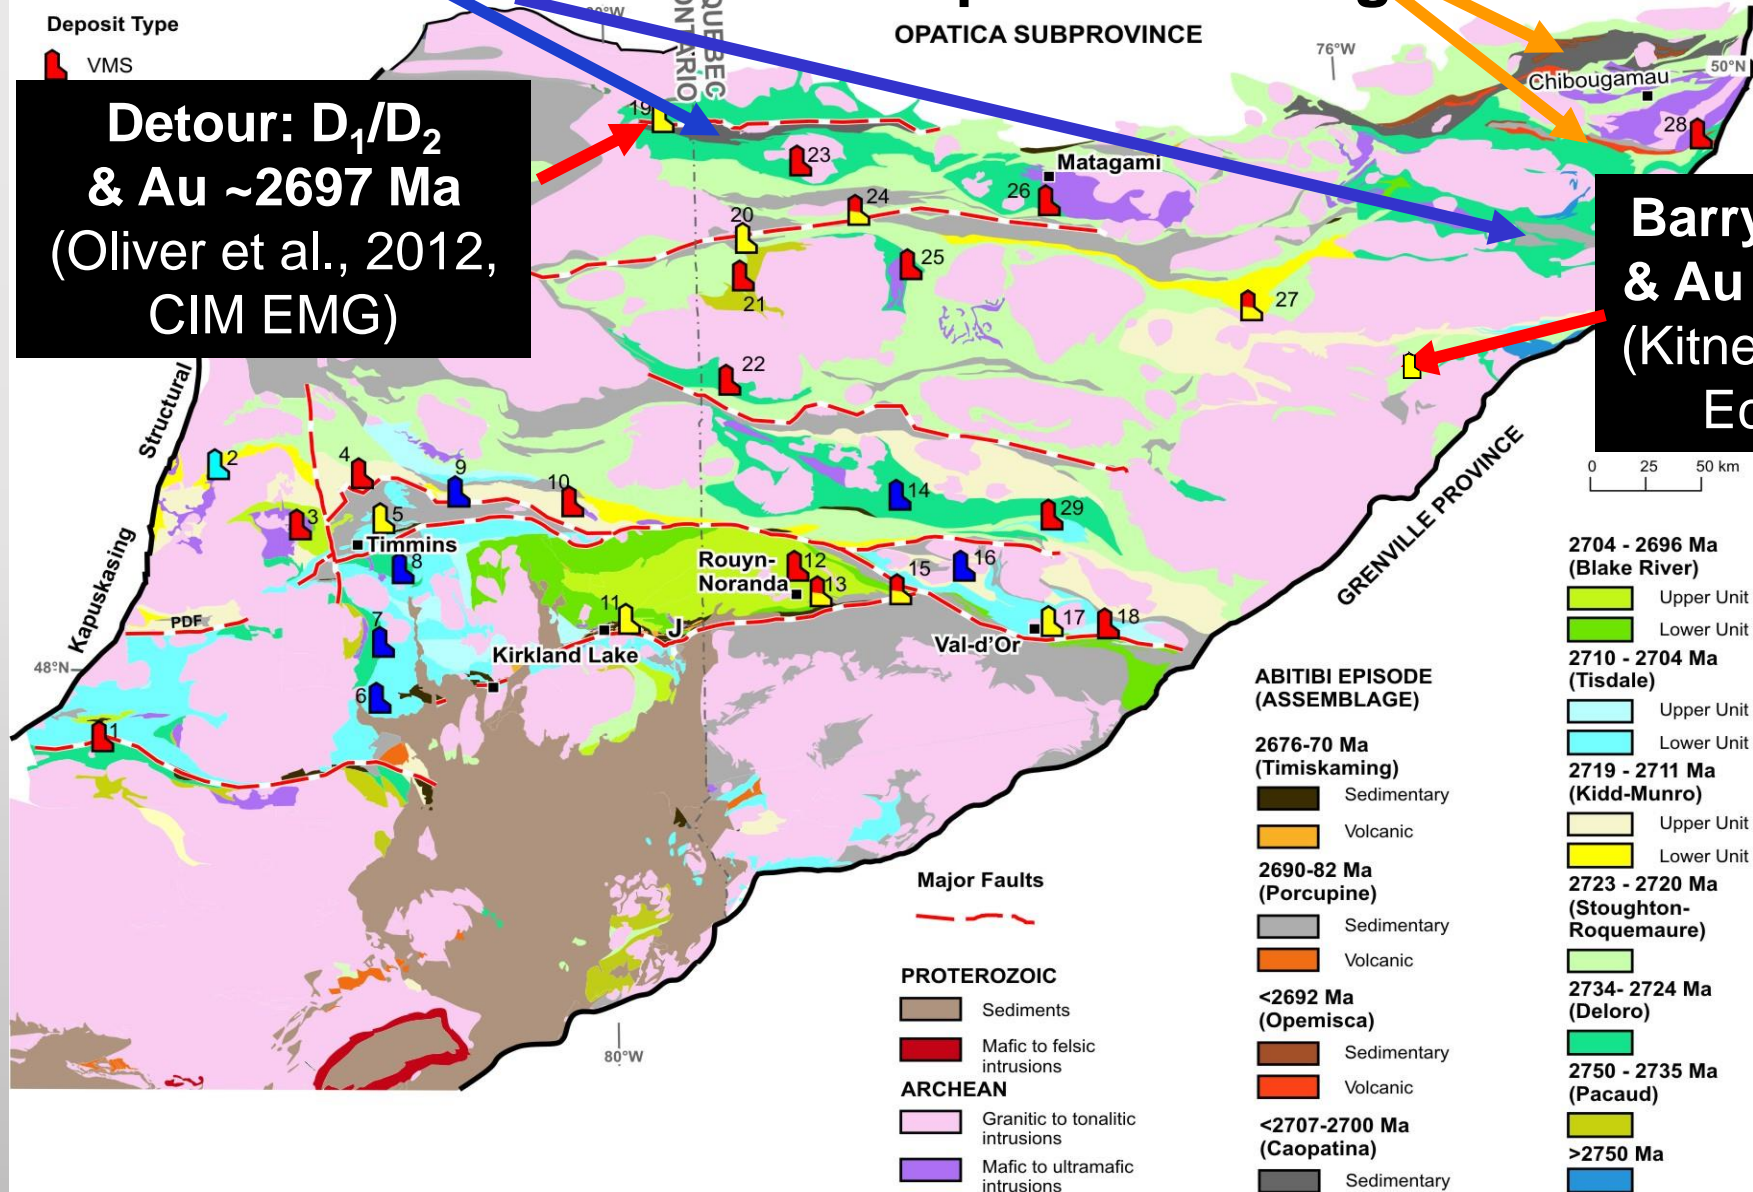 Deposit Type
VMS
QUEBEC
ONTARIO
OPATICA SUBPROVINCE
76°W
50°N
Chibougamau
Detour: D₁/D₂
& Au ~2697 Ma
(Oliver et al., 2012,
CIM EMG)
19
23
28
Matagami
26
24
20
25
21
27
22
Barry
& Au
(Kitne
Ec
0 25 50 km
Structural
Kapuskasing
GRENVILLE PROVINCE
2
4
9
10
14
29
3
5
Timmins
8
Rouyn-
Noranda
12
13
15
16
11
J
17
18
Val-d'Or
Kirkland Lake
PDF
7
6
48°N
1
80°W
Major Faults
PROTEROZOIC
Sediments
Mafic to felsic
intrusions
ARCHEAN
Granitic to tonalitic
intrusions
Mafic to ultramafic
intrusions
ABITIBI EPISODE
(ASSEMBLAGE)
2676-70 Ma
(Timiskaming)
Sedimentary
Volcanic
2690-82 Ma
(Porcupine)
Sedimentary
Volcanic
<2692 Ma
(Opemisca)
Sedimentary
Volcanic
<2707-2700 Ma
(Caopatina)
Sedimentary
2704 - 2696 Ma
(Blake River)
Upper Unit
Lower Unit
2710 - 2704 Ma
(Tisdale)
Upper Unit
Lower Unit
2719 - 2711 Ma
(Kidd-Munro)
Upper Unit
Lower Unit
2723 - 2720 Ma
(Stoughton-
Roquemaure)
2734- 2724 Ma
(Deloro)
2750 - 2735 Ma
(Pacaud)
>2750 Ma